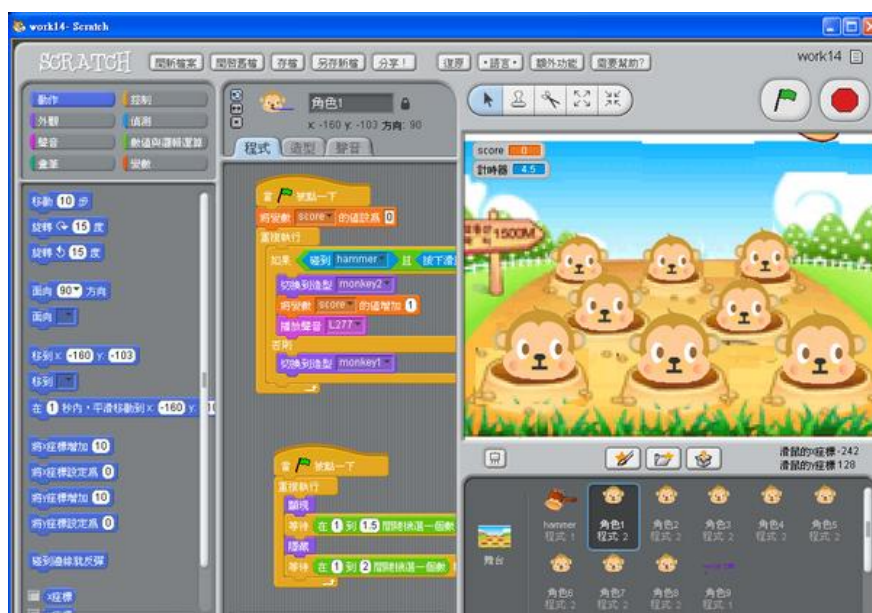 work14- Scratch
SCRATCH
開新檔案 開啟舊檔 存檔 另存新檔 分享! 復原 ·語言· 額外功能 需要幫助?
work14
動作 控制
外觀 偵測
聲音 數值與邏輯運算
畫筆 變數
移動 10 步
旋轉 15 度
旋轉 15 度
面向 90 方向
面向
移到 x: -160 y: -103
移到
在 1 秒內,平滑移動到 x: -160 y:
將x座標增加 10
將x座標設定為 0
將y座標增加 10
將y座標設定為 0
碰到邊緣就反彈
x座標
角色1
x: -160 y: -103 方向: 90
程式 造型 聲音
當 被點一下
將變數 score 的值設為 0
重複執行
如果 碰到 hammer 且 按下滑
切換到造型 monkey2
將變數 score 的值增加 1
播放聲音 L277
否則
切換到造型 monkey1
當 被點一下
重複執行
顯現
等待 在 1 到 1.5 間隨機選一個數
隱藏
等待 在 1 到 2 間隨機選一個數
score 0
計時器 4.5
1500M
滑鼠的x座標 -242
滑鼠的y座標 128
舞台
hammer 角色1 角色2 角色3 角色4 角色5
程式: 1 程式: 2 程式: 2 程式: 2 程式: 2 程式: 2
角色6 角色7 角色8 角色9
程式: 2 程式: 2 程式: 2